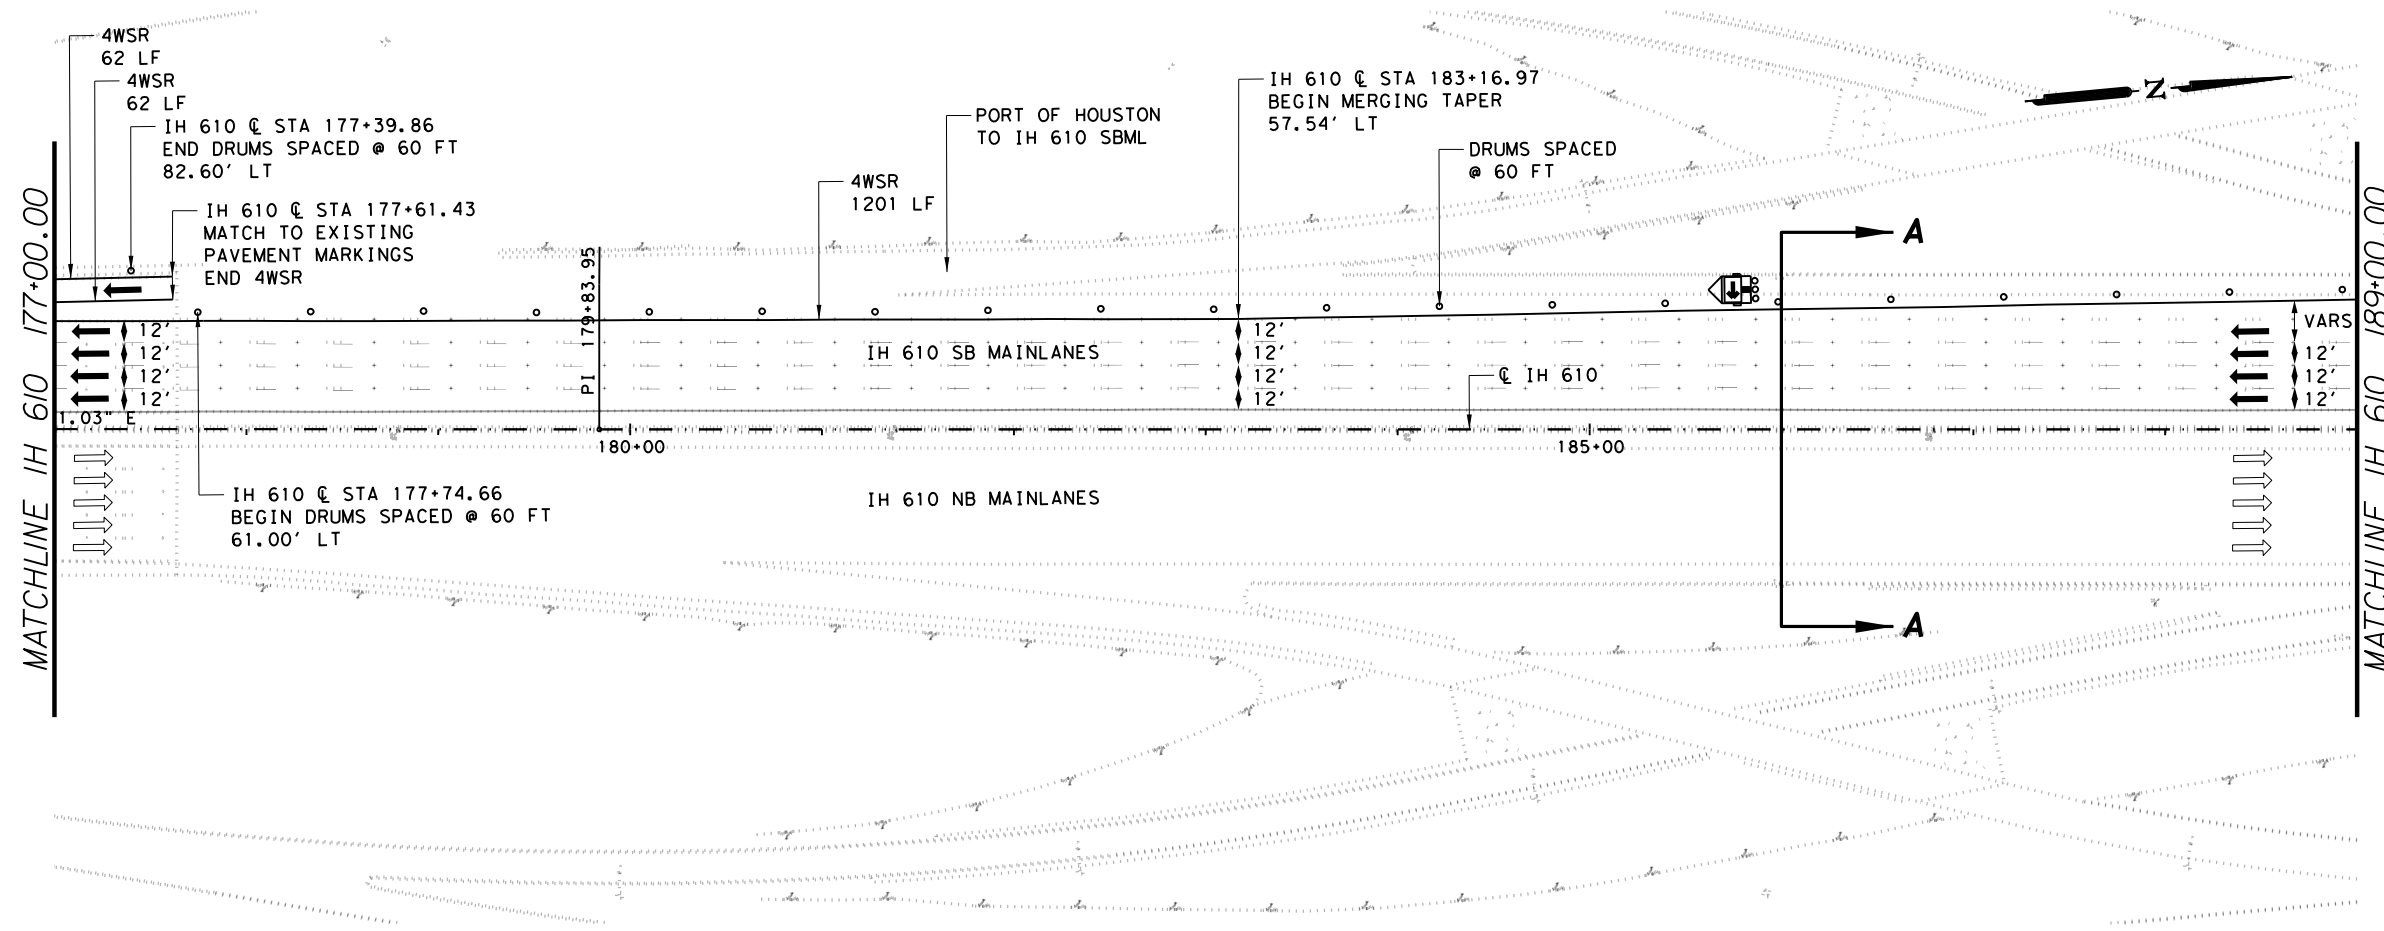 4WSR
62 LF
4WSR
62 LF
IH 610 ℄ STA 177+39.86
END DRUMS SPACED @ 60 FT
82.60' LT
IH 610 ℄ STA 177+61.43
MATCH TO EXISTING
PAVEMENT MARKINGS
END 4WSR
4WSR
1201 LF
PORT OF HOUSTON
TO IH 610 SBML
IH 610 ℄ STA 183+16.97
BEGIN MERGING TAPER
57.54' LT
DRUMS SPACED
@ 60 FT
N
A
MATCHLINE IH 610 177+00.00
PI 179+83.95
12'
12'
12'
12'
IH 610 SB MAINLANES
12'
12'
12'
12'
℄ IH 610
VARS
12'
12'
12'
1.03" E
180+00
185+00
IH 610 ℄ STA 177+74.66
BEGIN DRUMS SPACED @ 60 FT
61.00' LT
IH 610 NB MAINLANES
A
MATCHLINE IH 610 189+00.00